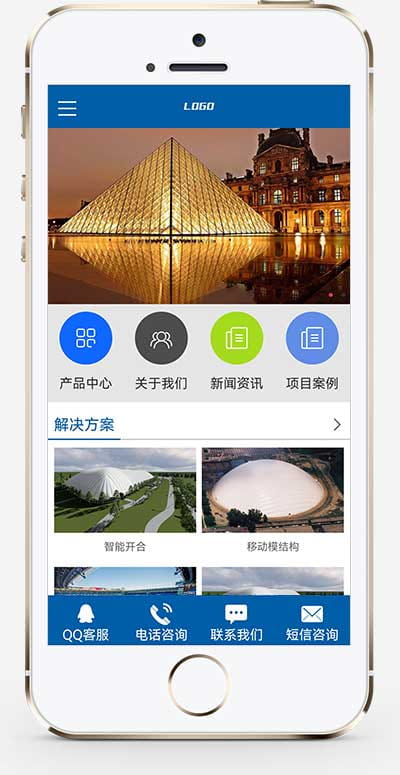 LOGO
产品中心
关于我们
新闻资讯
项目案例
解决方案
智能开合
移动模结构
QQ客服
电话咨询
联系我们
短信咨询